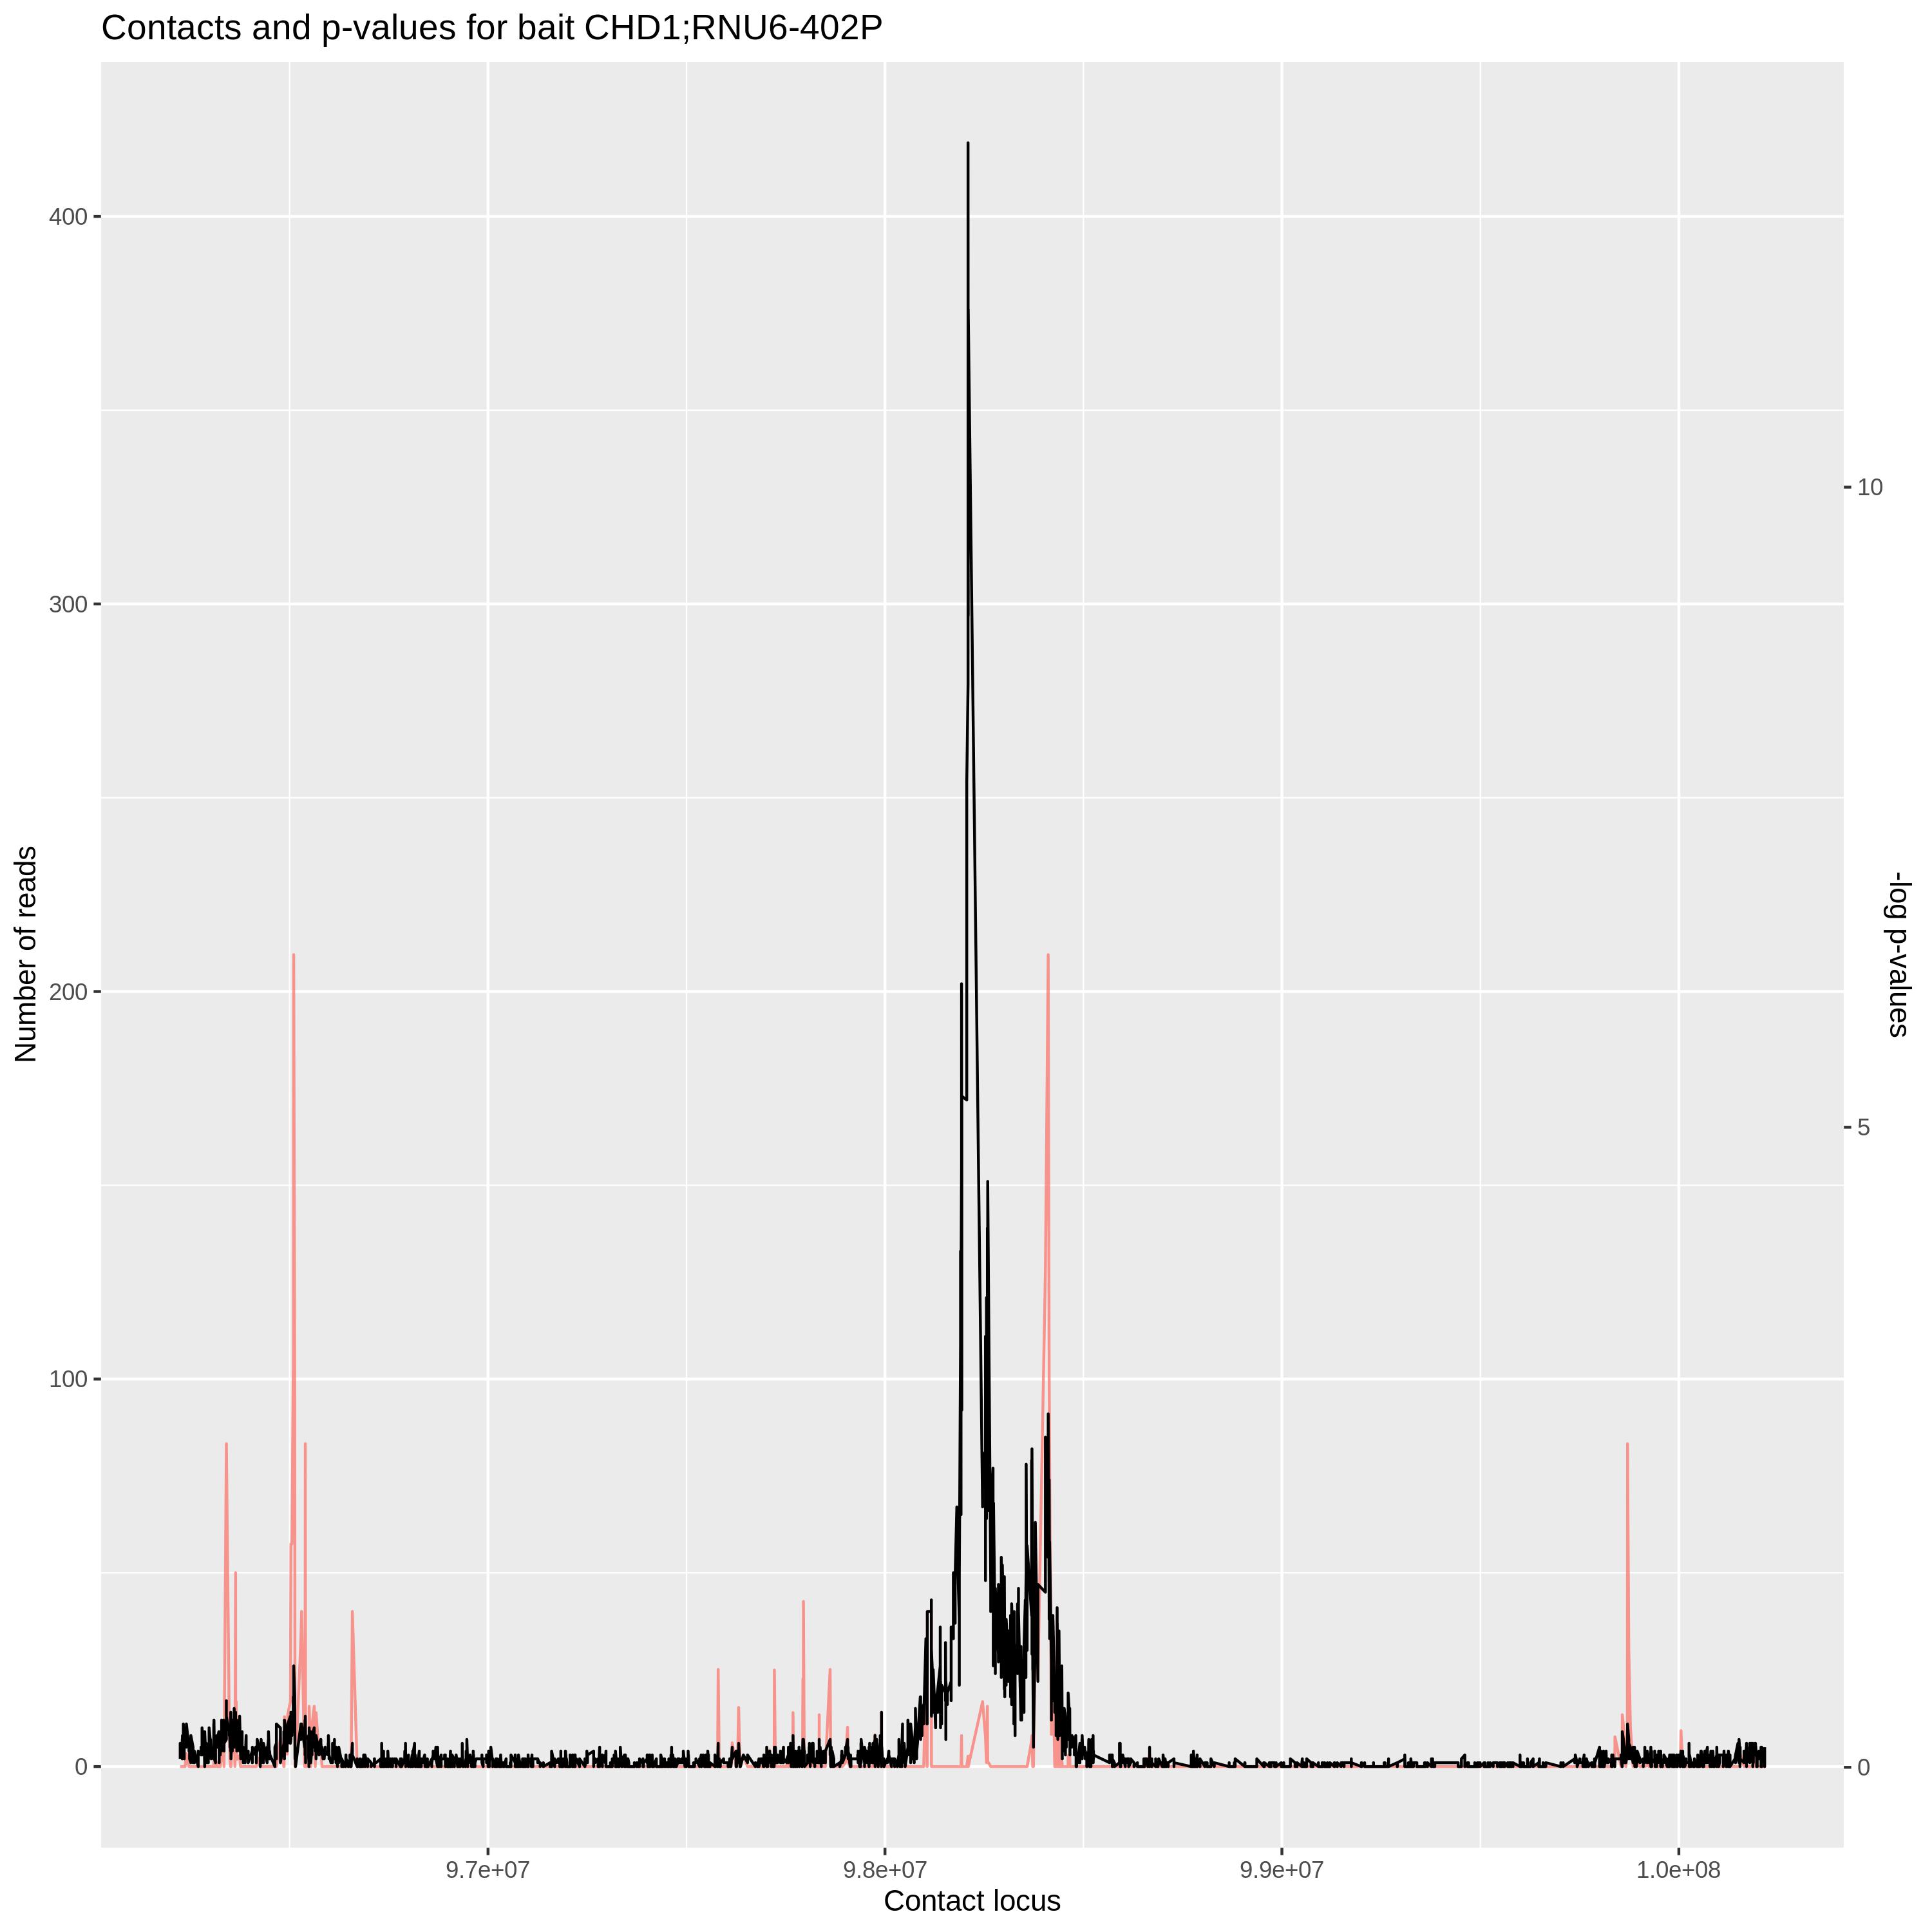 Contacts and p-values for bait CHD1;RNU6-402P
400
300
200
100
0
Number of reads
10
5
0
-log p-values
9.7e+07
9.8e+07
9.9e+07
1.0e+08
Contact locus